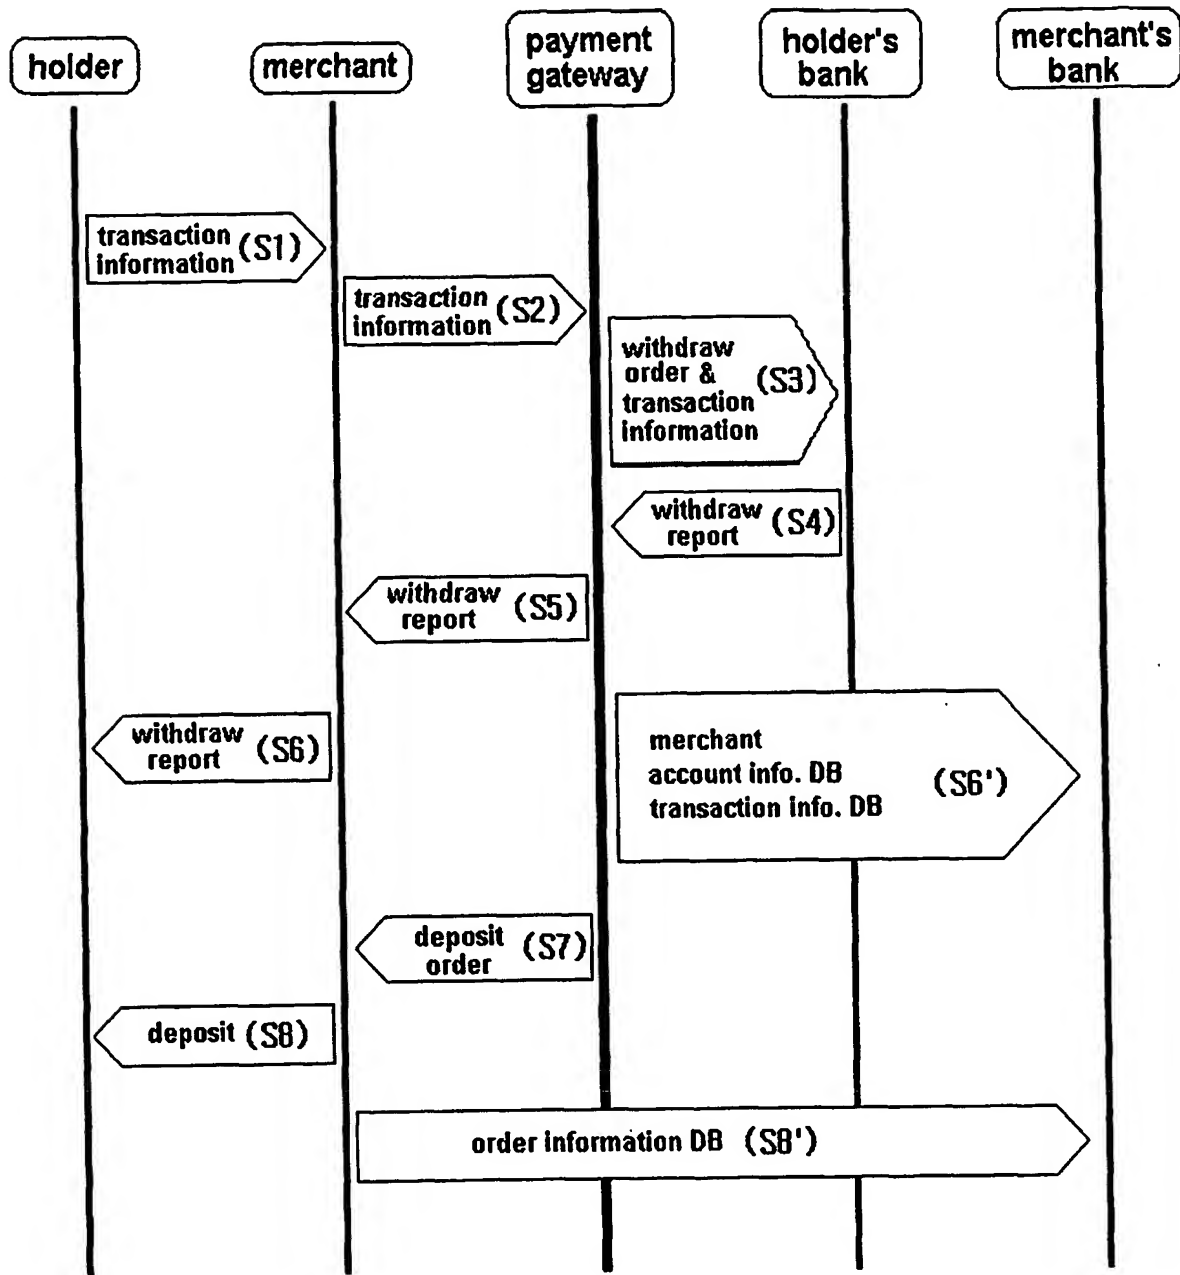 holder
merchant
payment
gateway
holder's
bank
merchant's
bank
transaction
information (S1)
transaction
information (S2)
withdraw
order &
transaction
information
(S3)
withdraw
report
(S4)
withdraw
report
(S5)
withdraw
report
(S6)
merchant
account info. DB
transaction info. DB
(S6')
deposit
order
(S7)
deposit (S8)
order information DB (S8')